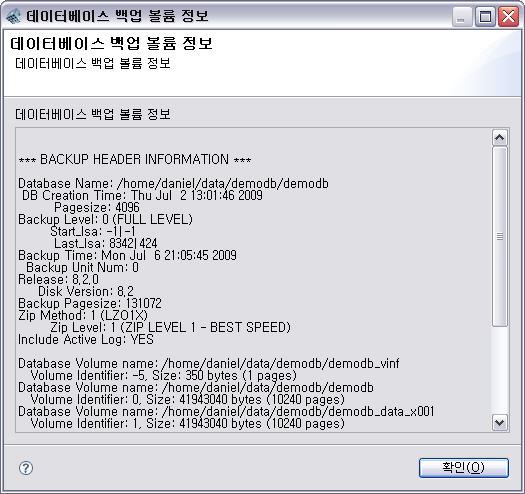 데이터베이스 백업 볼륨 정보
데이터베이스 백업 볼륨 정보
데이터베이스 백업 볼륨 정보
데이터베이스 백업 볼륨 정보
*** BACKUP HEADER INFORMATION ***
Database Name: /home/daniel/data/demodb/demodb
DB Creation Time: Thu Jul  2 13:01:46 2009
Pagesize: 4096
Backup Level: 0 (FULL LEVEL)
Start_lsa: -1|-1
Last_lsa: 8342|424
Backup Time: Mon Jul  6 21:05:45 2009
Backup Unit Num: 0
Release: 8.2.0
Disk Version: 8.2
Backup Pagesize: 131072
Zip Method: 1 (LZO1X)
Zip Level: 1 (ZIP LEVEL 1 - BEST SPEED)
Include Active Log: YES
Database Volume name: /home/daniel/data/demodb/demodb_vinf
Volume Identifier: -5, Size: 350 bytes (1 pages)
Database Volume name: /home/daniel/data/demodb/demodb
Volume Identifier: 0, Size: 41943040 bytes (10240 pages)
Database Volume name: /home/daniel/data/demodb/demodb_data_x001
Volume Identifier: 1, Size: 41943040 bytes (10240 pages)
?
확인(O)